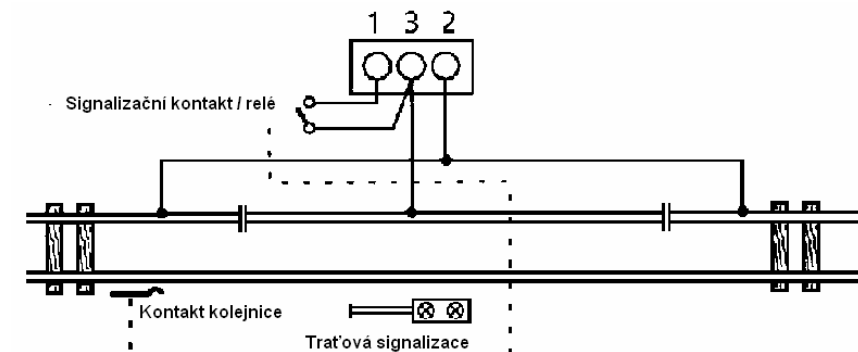 1 3 2
Signalizační kontakt / relé
Kontakt kolejnice
Traťová signalizace